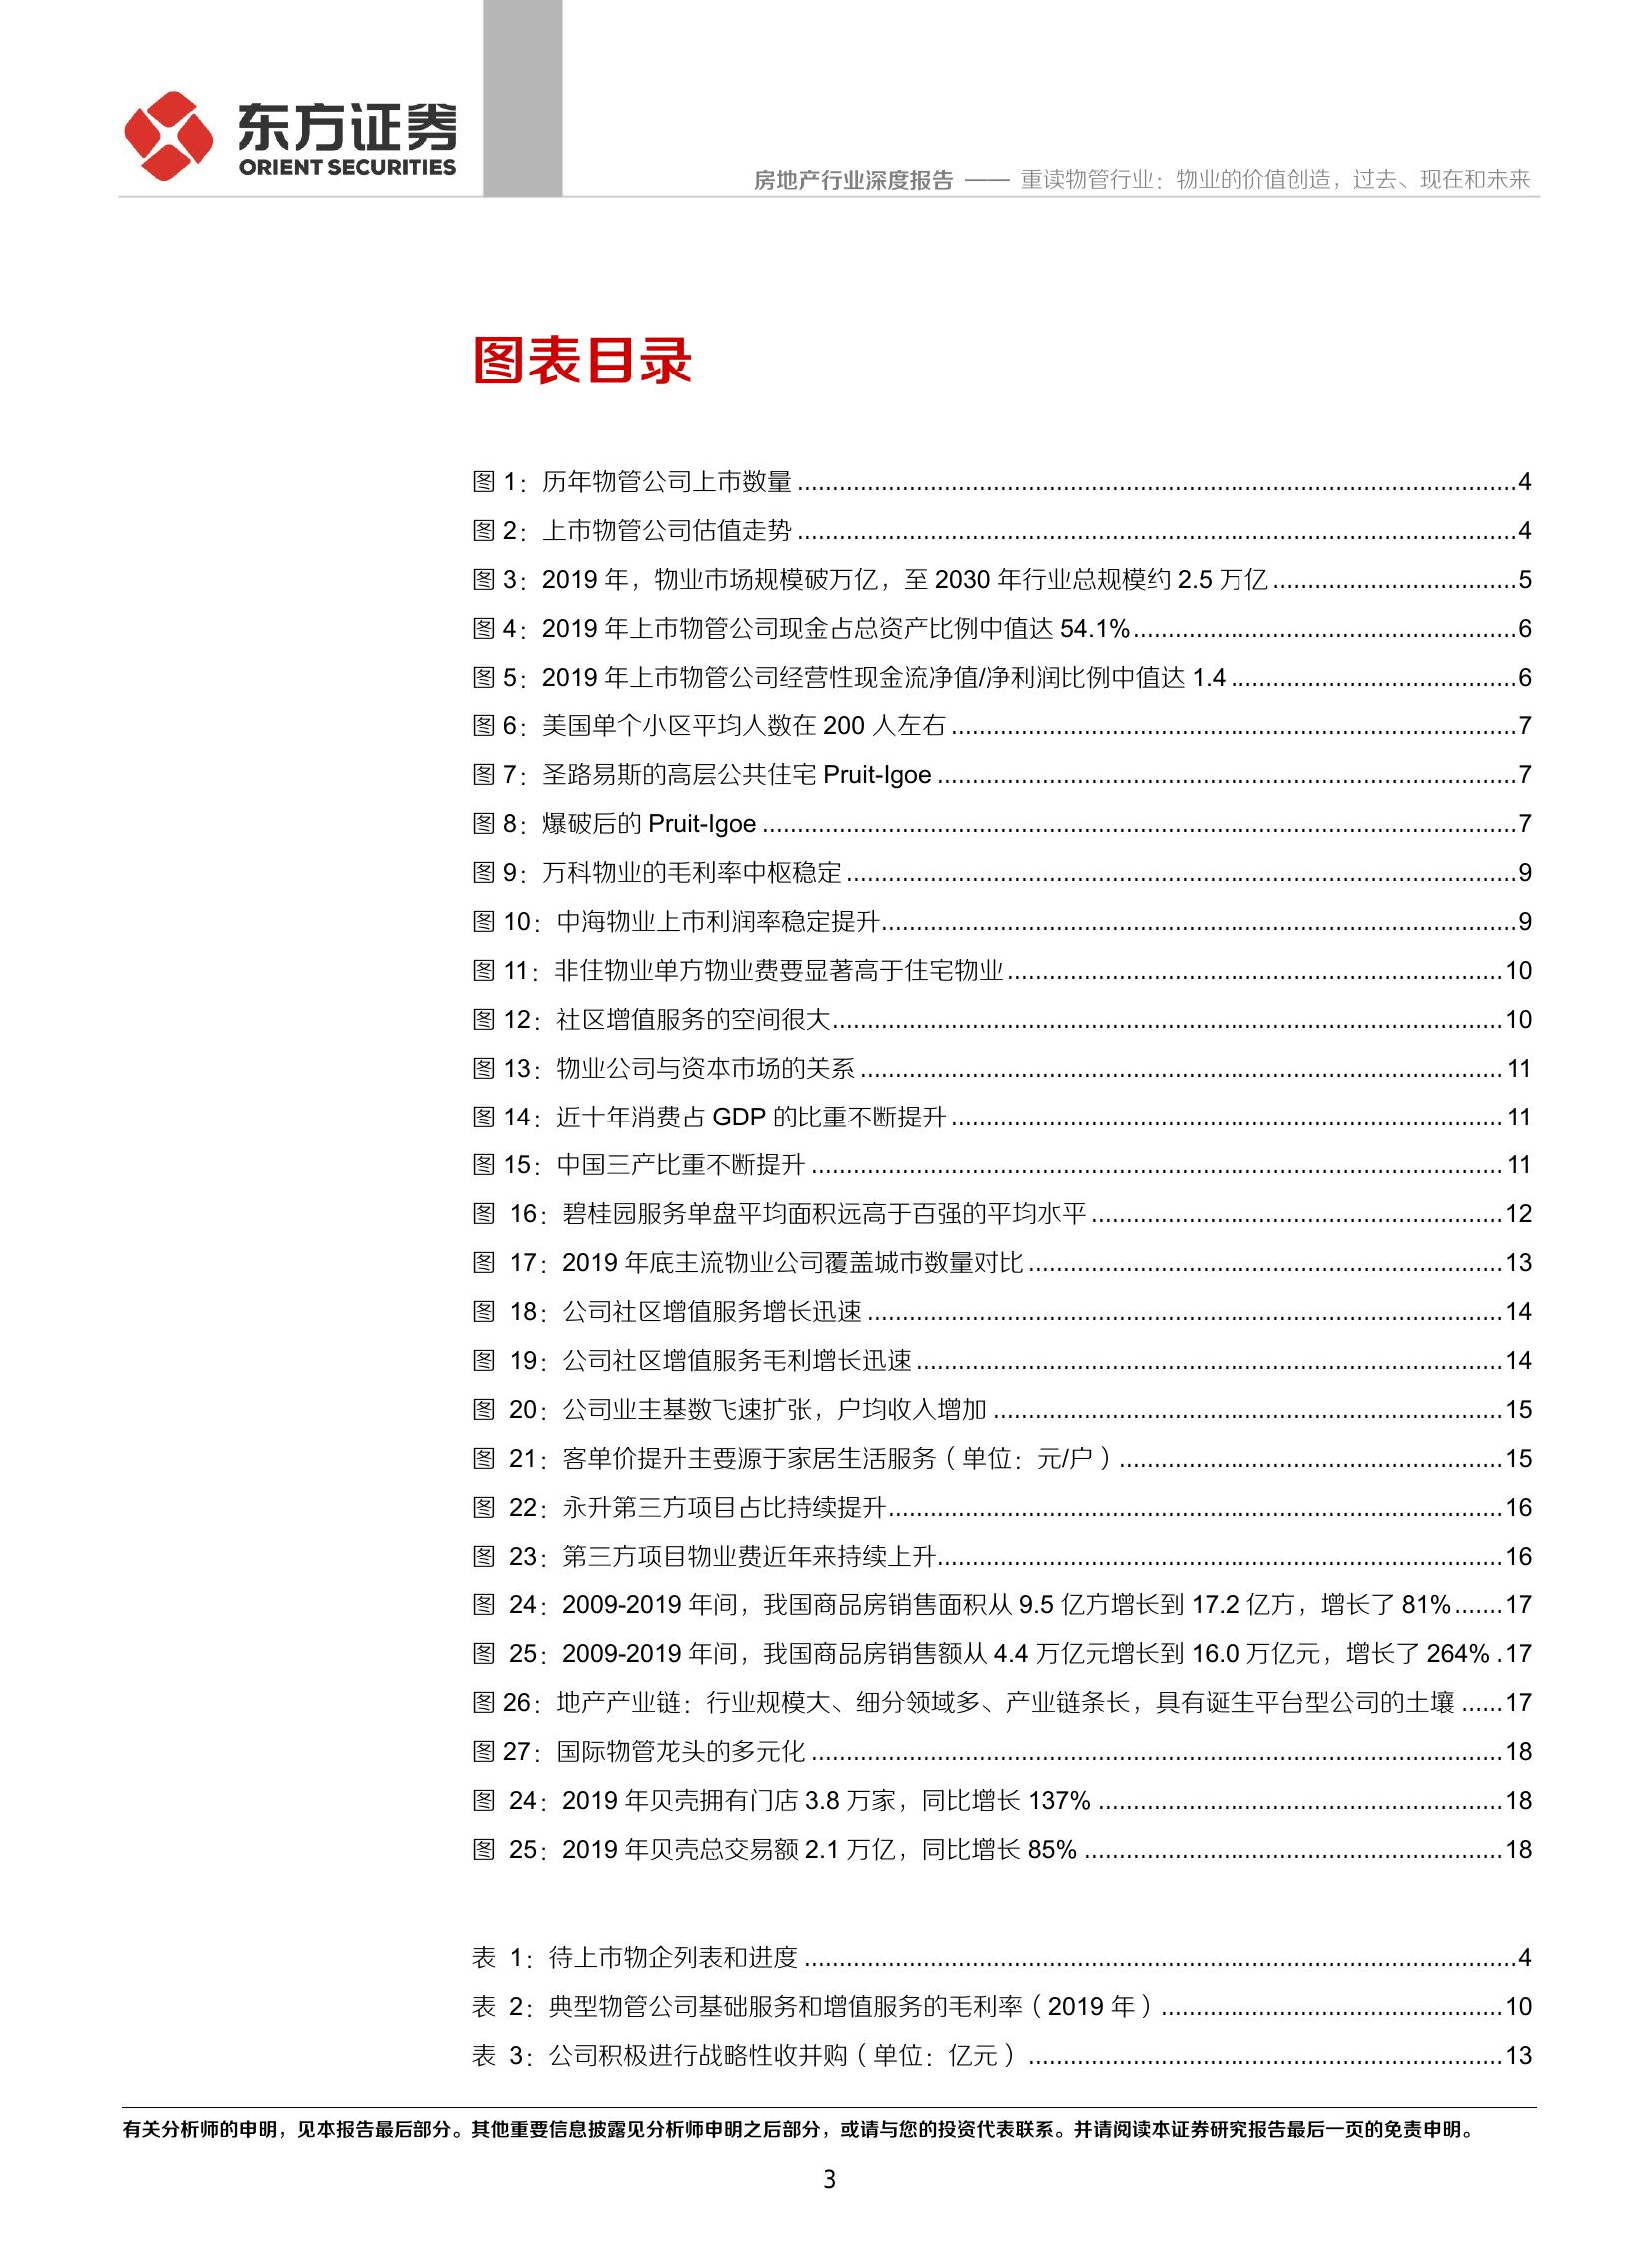 东方证券
ORIENT SECURITIES
房地产行业深度报告 —— 重读物管行业：物业的价值创造，过去、现在和未来
图表目录
图 1：历年物管公司上市数量 ........ 4
图 2：上市物管公司估值走势 ........ 4
图 3：2019 年，物业市场规模破万亿，至 2030 年行业总规模约 2.5 万亿 ........ 5
图 4：2019 年上市物管公司现金占总资产比例中值达 54.1% ........ 6
图 5：2019 年上市物管公司经营性现金流净值/净利润比例中值达 1.4 ........ 6
图 6：美国单个小区平均人数在 200 人左右 ........ 7
图 7：圣路易斯的高层公共住宅 Pruit-Igoe ........ 7
图 8：爆破后的 Pruit-Igoe ........ 7
图 9：万科物业的毛利率中枢稳定 ........ 9
图 10：中海物业上市利润率稳定提升 ........ 9
图 11：非住物业单方物业费要显著高于住宅物业 ........ 10
图 12：社区增值服务的空间很大 ........ 10
图 13：物业公司与资本市场的关系 ........ 11
图 14：近十年消费占 GDP 的比重不断提升 ........ 11
图 15：中国三产比重不断提升 ........ 11
图 16：碧桂园服务单盘平均面积远高于百强的平均水平 ........ 12
图 17：2019 年底主流物业公司覆盖城市数量对比 ........ 13
图 18：公司社区增值服务增长迅速 ........ 14
图 19：公司社区增值服务毛利增长迅速 ........ 14
图 20：公司业主基数飞速扩张，户均收入增加 ........ 15
图 21：客单价提升主要源于家居生活服务（单位：元/户） ........ 15
图 22：永升第三方项目占比持续提升 ........ 16
图 23：第三方项目物业费近年来持续上升 ........ 16
图 24：2009-2019 年间，我国商品房销售面积从 9.5 亿方增长到 17.2 亿方，增长了 81% ....... 17
图 25：2009-2019 年间，我国商品房销售额从 4.4 万亿元增长到 16.0 万亿元，增长了 264% . 17
图 26：地产产业链：行业规模大、细分领域多、产业链条长，具有诞生平台型公司的土壤 ...... 17
图 27：国际物管龙头的多元化 ........ 18
图 24：2019 年贝壳拥有门店 3.8 万家，同比增长 137% ........ 18
图 25：2019 年贝壳总交易额 2.1 万亿，同比增长 85% ........ 18
表 1：待上市物企列表和进度 ........ 4
表 2：典型物管公司基础服务和增值服务的毛利率（2019 年） ........ 10
表 3：公司积极进行战略性收并购（单位：亿元） ........ 13
有关分析师的申明，见本报告最后部分。其他重要信息披露见分析师申明之后部分，或请与您的投资代表联系。并请阅读本证券研究报告最后一页的免责申明。
3